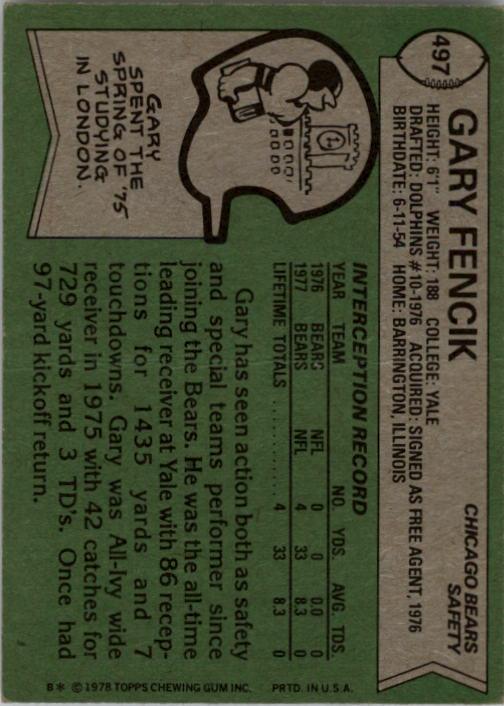 497
GARY FENCIK
CHICAGO BEARS
SAFETY
HEIGHT: 6'1" WEIGHT: 188 COLLEGE: YALE
DRAFTED: DOLPHINS #10-1976 ACQUIRED: SIGNED AS FREE AGENT, 1976
BIRTHDATE: 6-11-54 HOME: BARRINGTON, ILLINOIS
GARY
SPENT THE
SPRING OF '75
STUDYING
IN LONDON.
INTERCEPTION RECORD
YEAR TEAM NO. YDS. AVG. TDS.
1976 BEARS NFL 0 0 0.0 0
1977 BEARS NFL 4 33 8.3 0
LIFETIME TOTALS .......... 4 33 8.3 0
Gary has seen action both as safety
and special teams performer since
joining the Bears. He was the all-time
leading receiver at Yale with 86 recep-
tions for 1435 yards and 7
touchdowns. Gary was All-Ivy wide
receiver in 1975 with 42 catches for
729 yards and 3 TD's. Once had
97-yard kickoff return.
B* © 1978 TOPPS CHEWING GUM INC. PRTD. IN U.S.A.